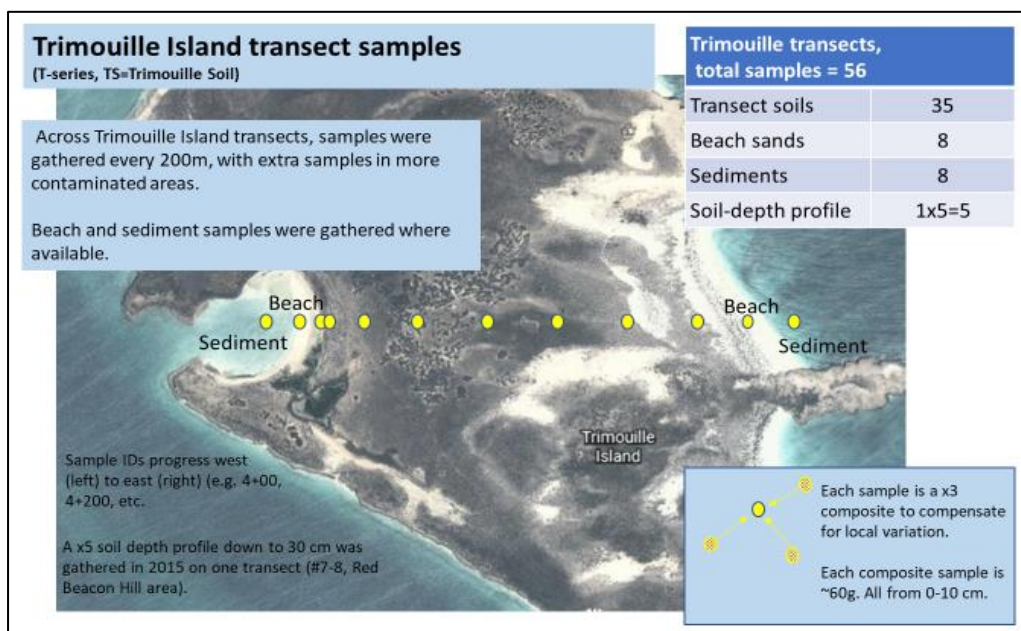 Trimouille Island transect samples
(T-series, TS=Trimouille Soil)
Across Trimouille Island transects, samples were
gathered every 200m, with extra samples in more
contaminated areas.
Beach and sediment samples were gathered where
available.
Trimouille transects,
total samples = 56
Transect soils 35
Beach sands 8
Sediments 8
Soil-depth profile 1x5=5
Beach
Sediment
Beach
Sediment
Trimouille
Island
Sample IDs progress west
(left) to east (right) (e.g. 4+00,
4+200, etc.
A x5 soil depth profile down to 30 cm was
gathered in 2015 on one transect (#7-8, Red
Beacon Hill area).
Each sample is a x3
composite to compensate
for local variation.
Each composite sample is
~60g. All from 0-10 cm.